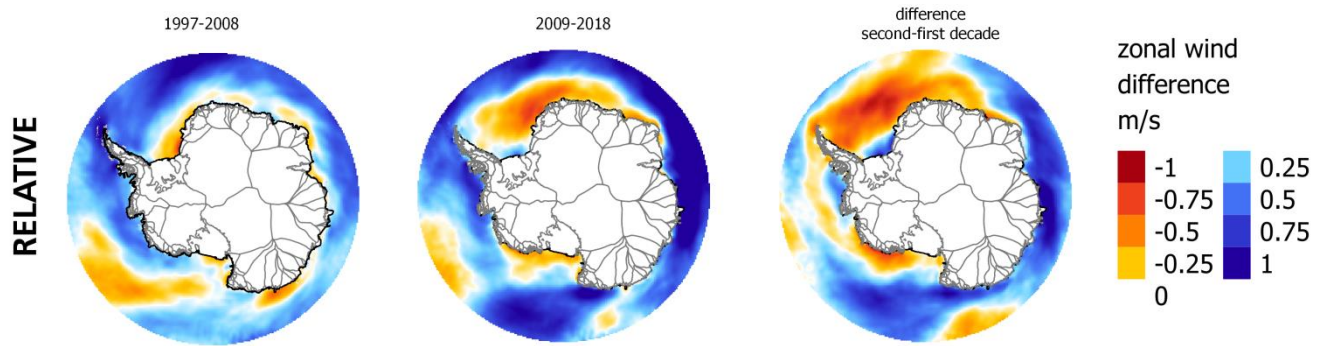 1997-2008
2009-2018
difference
second-first decade
RELATIVE
zonal wind
difference
m/s
-1
0.25
-0.75
0.5
-0.5
0.75
-0.25
1
0